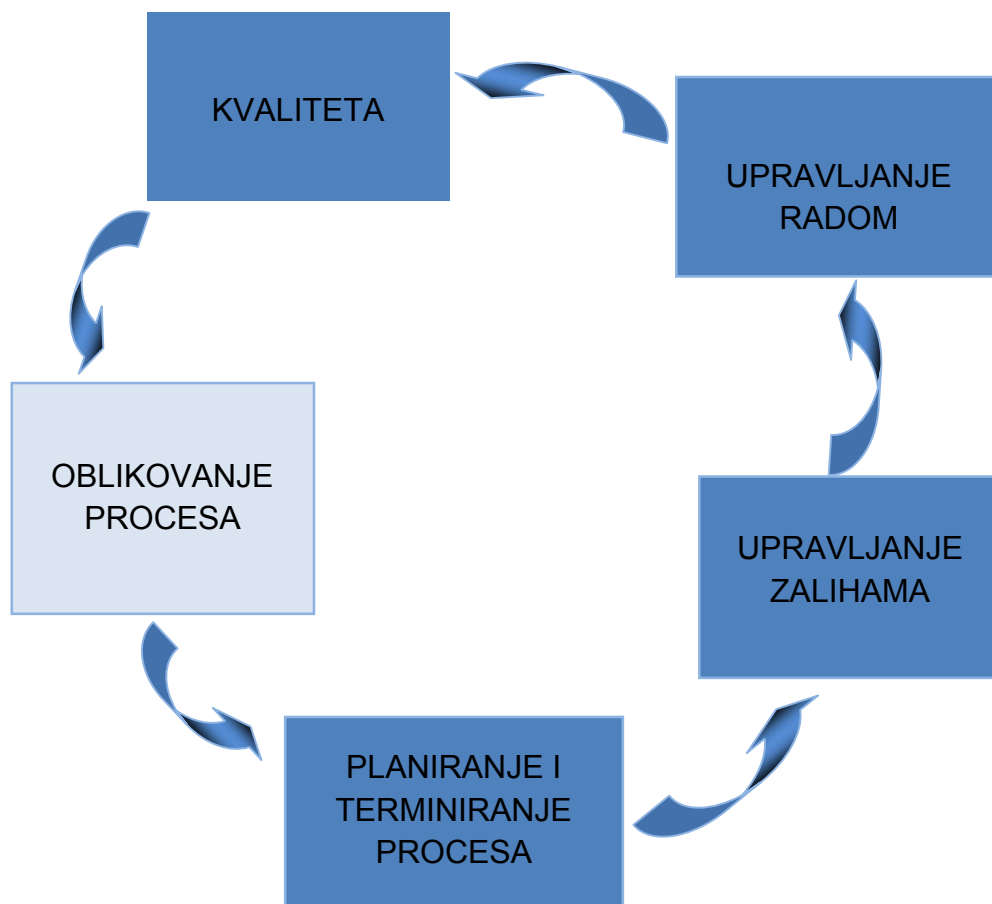 KVALITETA
UPRAVLJANJE
RADOM
OBLIKOVANJE
PROCESA
UPRAVLJANJE
ZALIHAMA
PLANIRANJE I
TERMINIRANJE
PROCESA